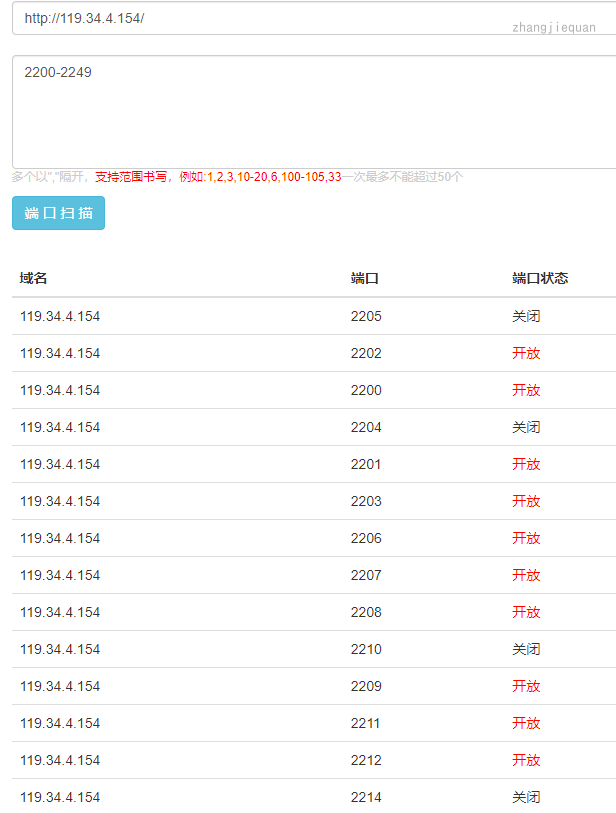 http://119.34.4.154/
zhangjiequan
2200-2249
多个以","隔开，支持范围书写，例如:1,2,3,10-20,6,100-105,33一次最多不能超过50个
端口扫描
域名 端口 端口状态
119.34.4.154 2205 关闭
119.34.4.154 2202 开放
119.34.4.154 2200 开放
119.34.4.154 2204 关闭
119.34.4.154 2201 开放
119.34.4.154 2203 开放
119.34.4.154 2206 开放
119.34.4.154 2207 开放
119.34.4.154 2208 开放
119.34.4.154 2210 关闭
119.34.4.154 2209 开放
119.34.4.154 2211 开放
119.34.4.154 2212 开放
119.34.4.154 2214 关闭